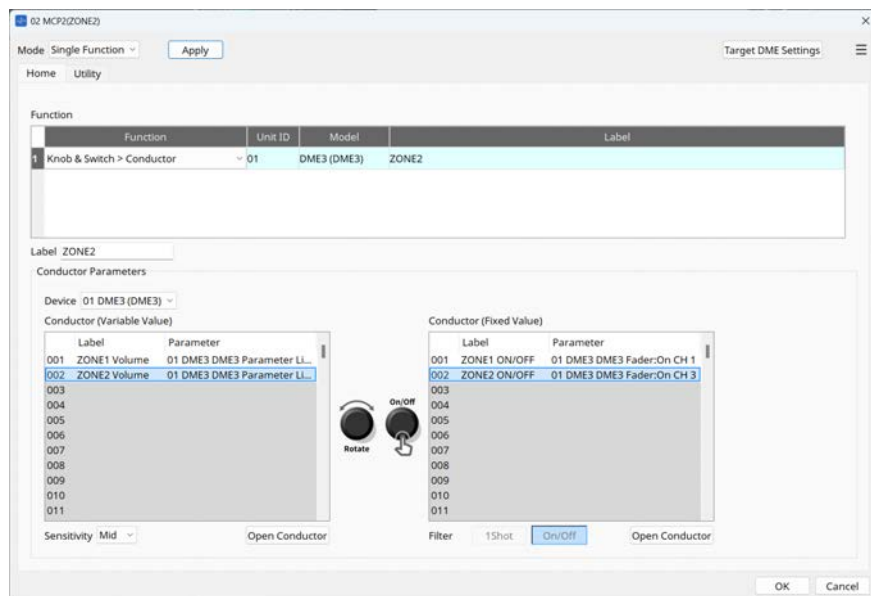 02 MCP2(ZONE2)
Mode Single Function Apply Target DME Settings
Home Utility
Function
Function Unit ID Model Label
1 Knob & Switch > Conductor 01 DME3 (DME3) ZONE2
Label ZONE2
Conductor Parameters
Device 01 DME3 (DME3)
Conductor (Variable Value) Conductor (Fixed Value)
Label Parameter Label Parameter
001 ZONE1 Volume 01 DME3 DME3 Parameter Li... 001 ZONE1 ON/OFF 01 DME3 DME3 Fader:On CH 1
002 ZONE2 Volume 01 DME3 DME3 Parameter Li... 002 ZONE2 ON/OFF 01 DME3 DME3 Fader:On CH 3
003 003
004 On/Off 004
005 005
006 006
007 Rotate 007
008 008
009 009
010 010
011 011
Sensitivity Mid Open Conductor Filter 1Shot On/Off Open Conductor
OK Cancel